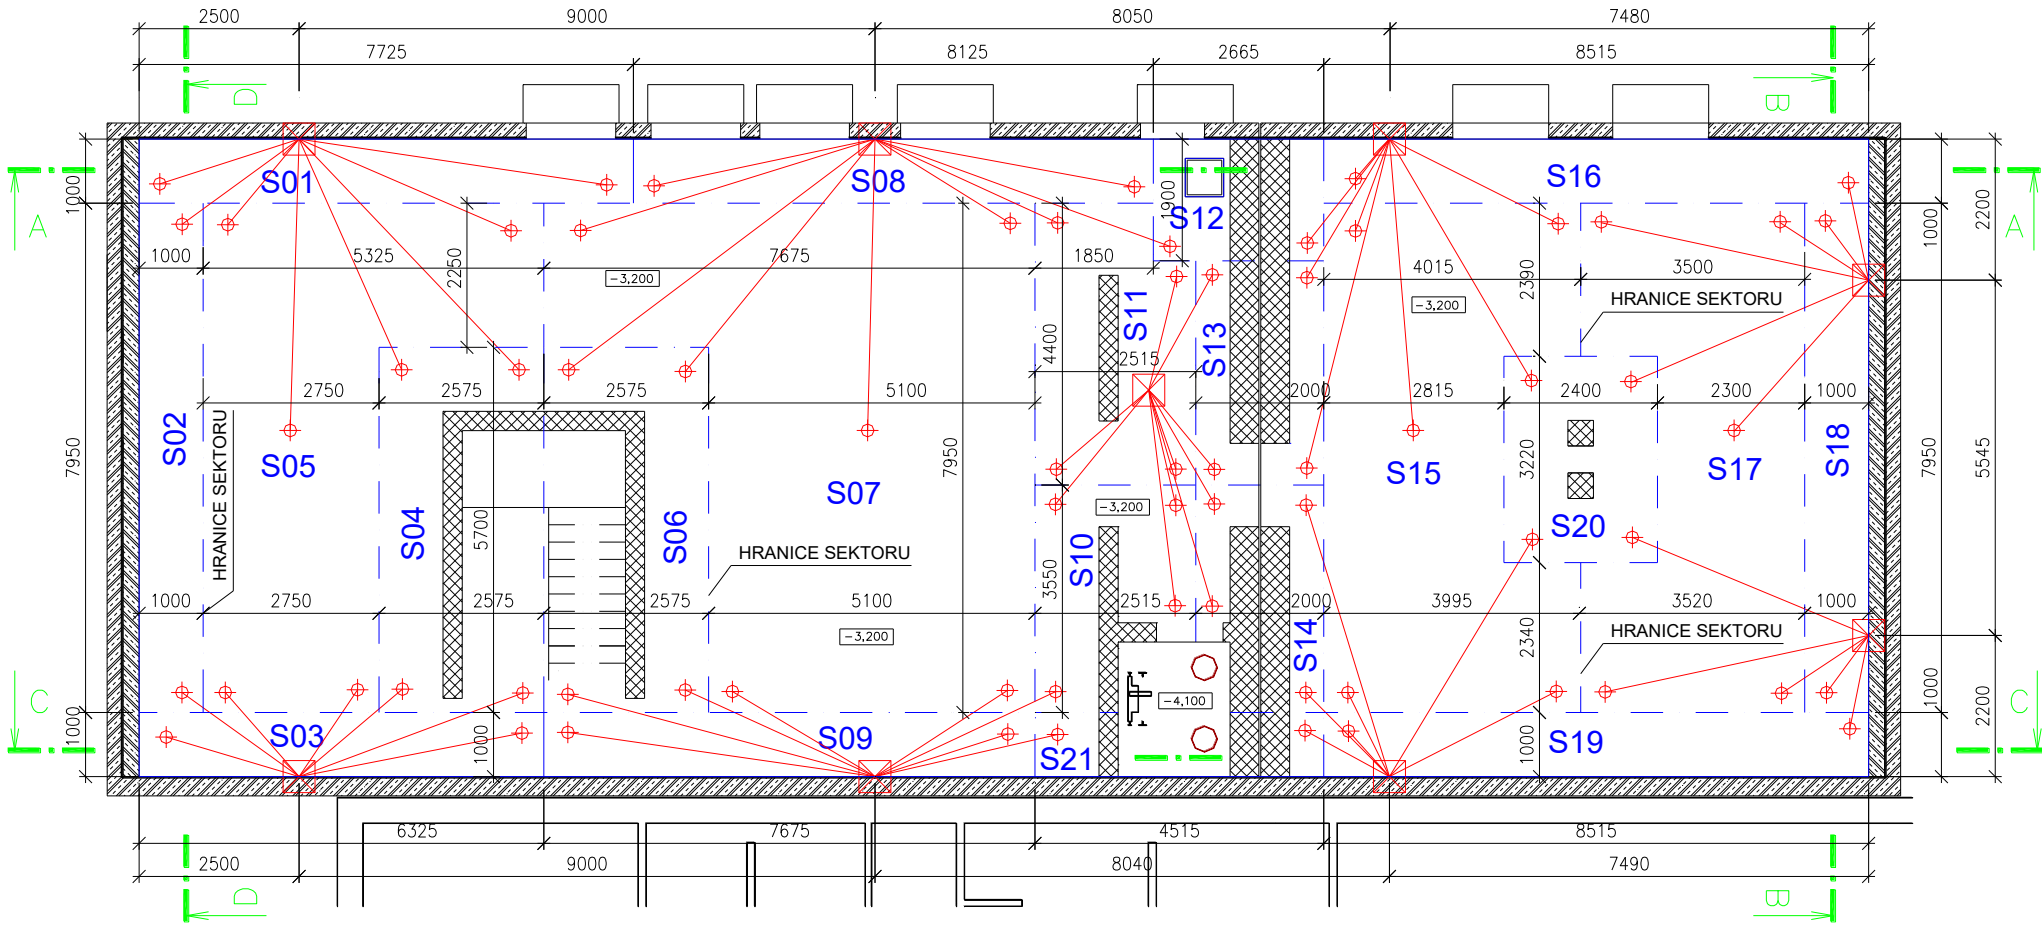 2500 9000 8050 7480
7725 8125 2665 8515
D B
S01 S08 S16
1000 1900 1000 2200
A S12 A
1000 5325 2250 7675 1850 4015 2390 3500
-3,200 -3,200
HRANICE SEKTORU
S11 S13
4400 2515
2750 2575 2575 5100 2000 2815 2400 2300 1000
S02 HRANICE SEKTORU S05 S07 S15 S17 S18
7950 7950 3220 7950 5545
S04 5700 S06 -3,200 S20
HRANICE SEKTORU
S10 3550
1000 2750 2575 2575 5100 2515 2000 3995 3520 1000
-3,200 S14 2340 HRANICE SEKTORU
C -4,100 C
1000 S03 1000 S09 S21 1000 S19 1000 2200
6325 7675 4515 8515
2500 9000 8040 7490
D B